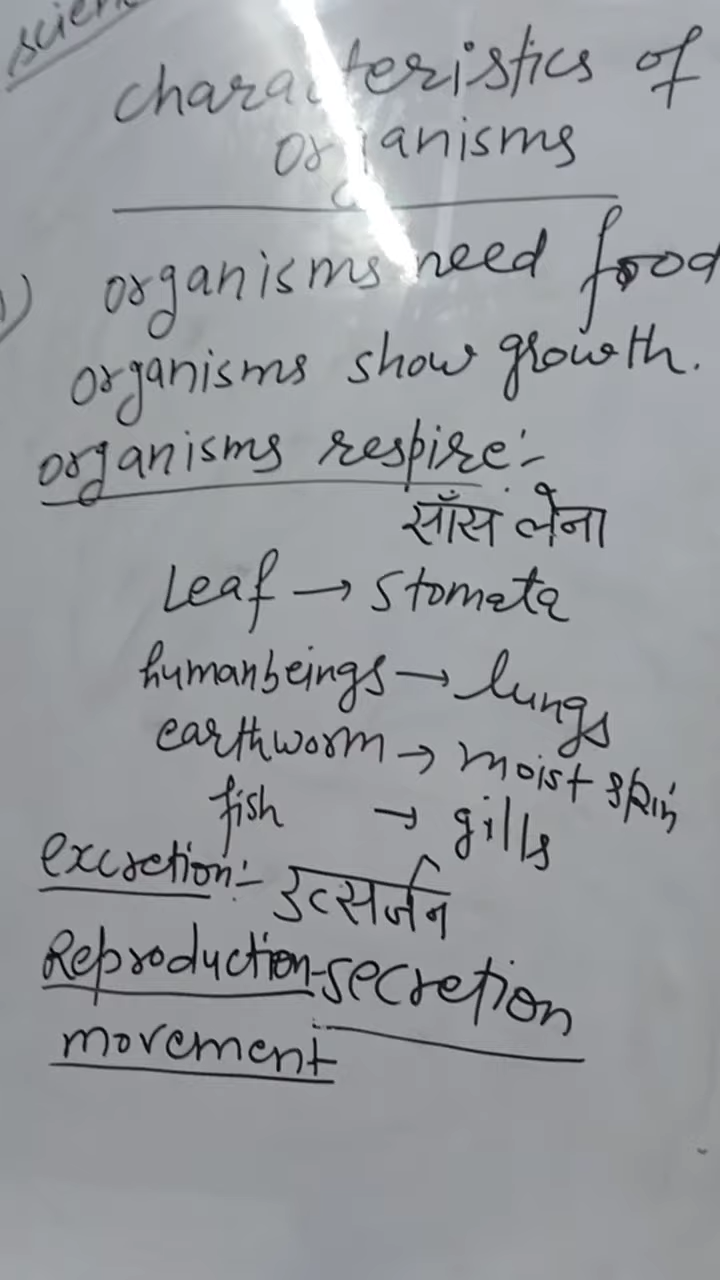 characteristics of
organisms
1) organisms need food
organisms show growth.
organisms respire:-
साँस लेना
Leaf → Stomata
humanbeings → lungs
earthworm → moist skin
fish → gills
excretion:- उत्सर्जन
Reproduction-secretion
movement